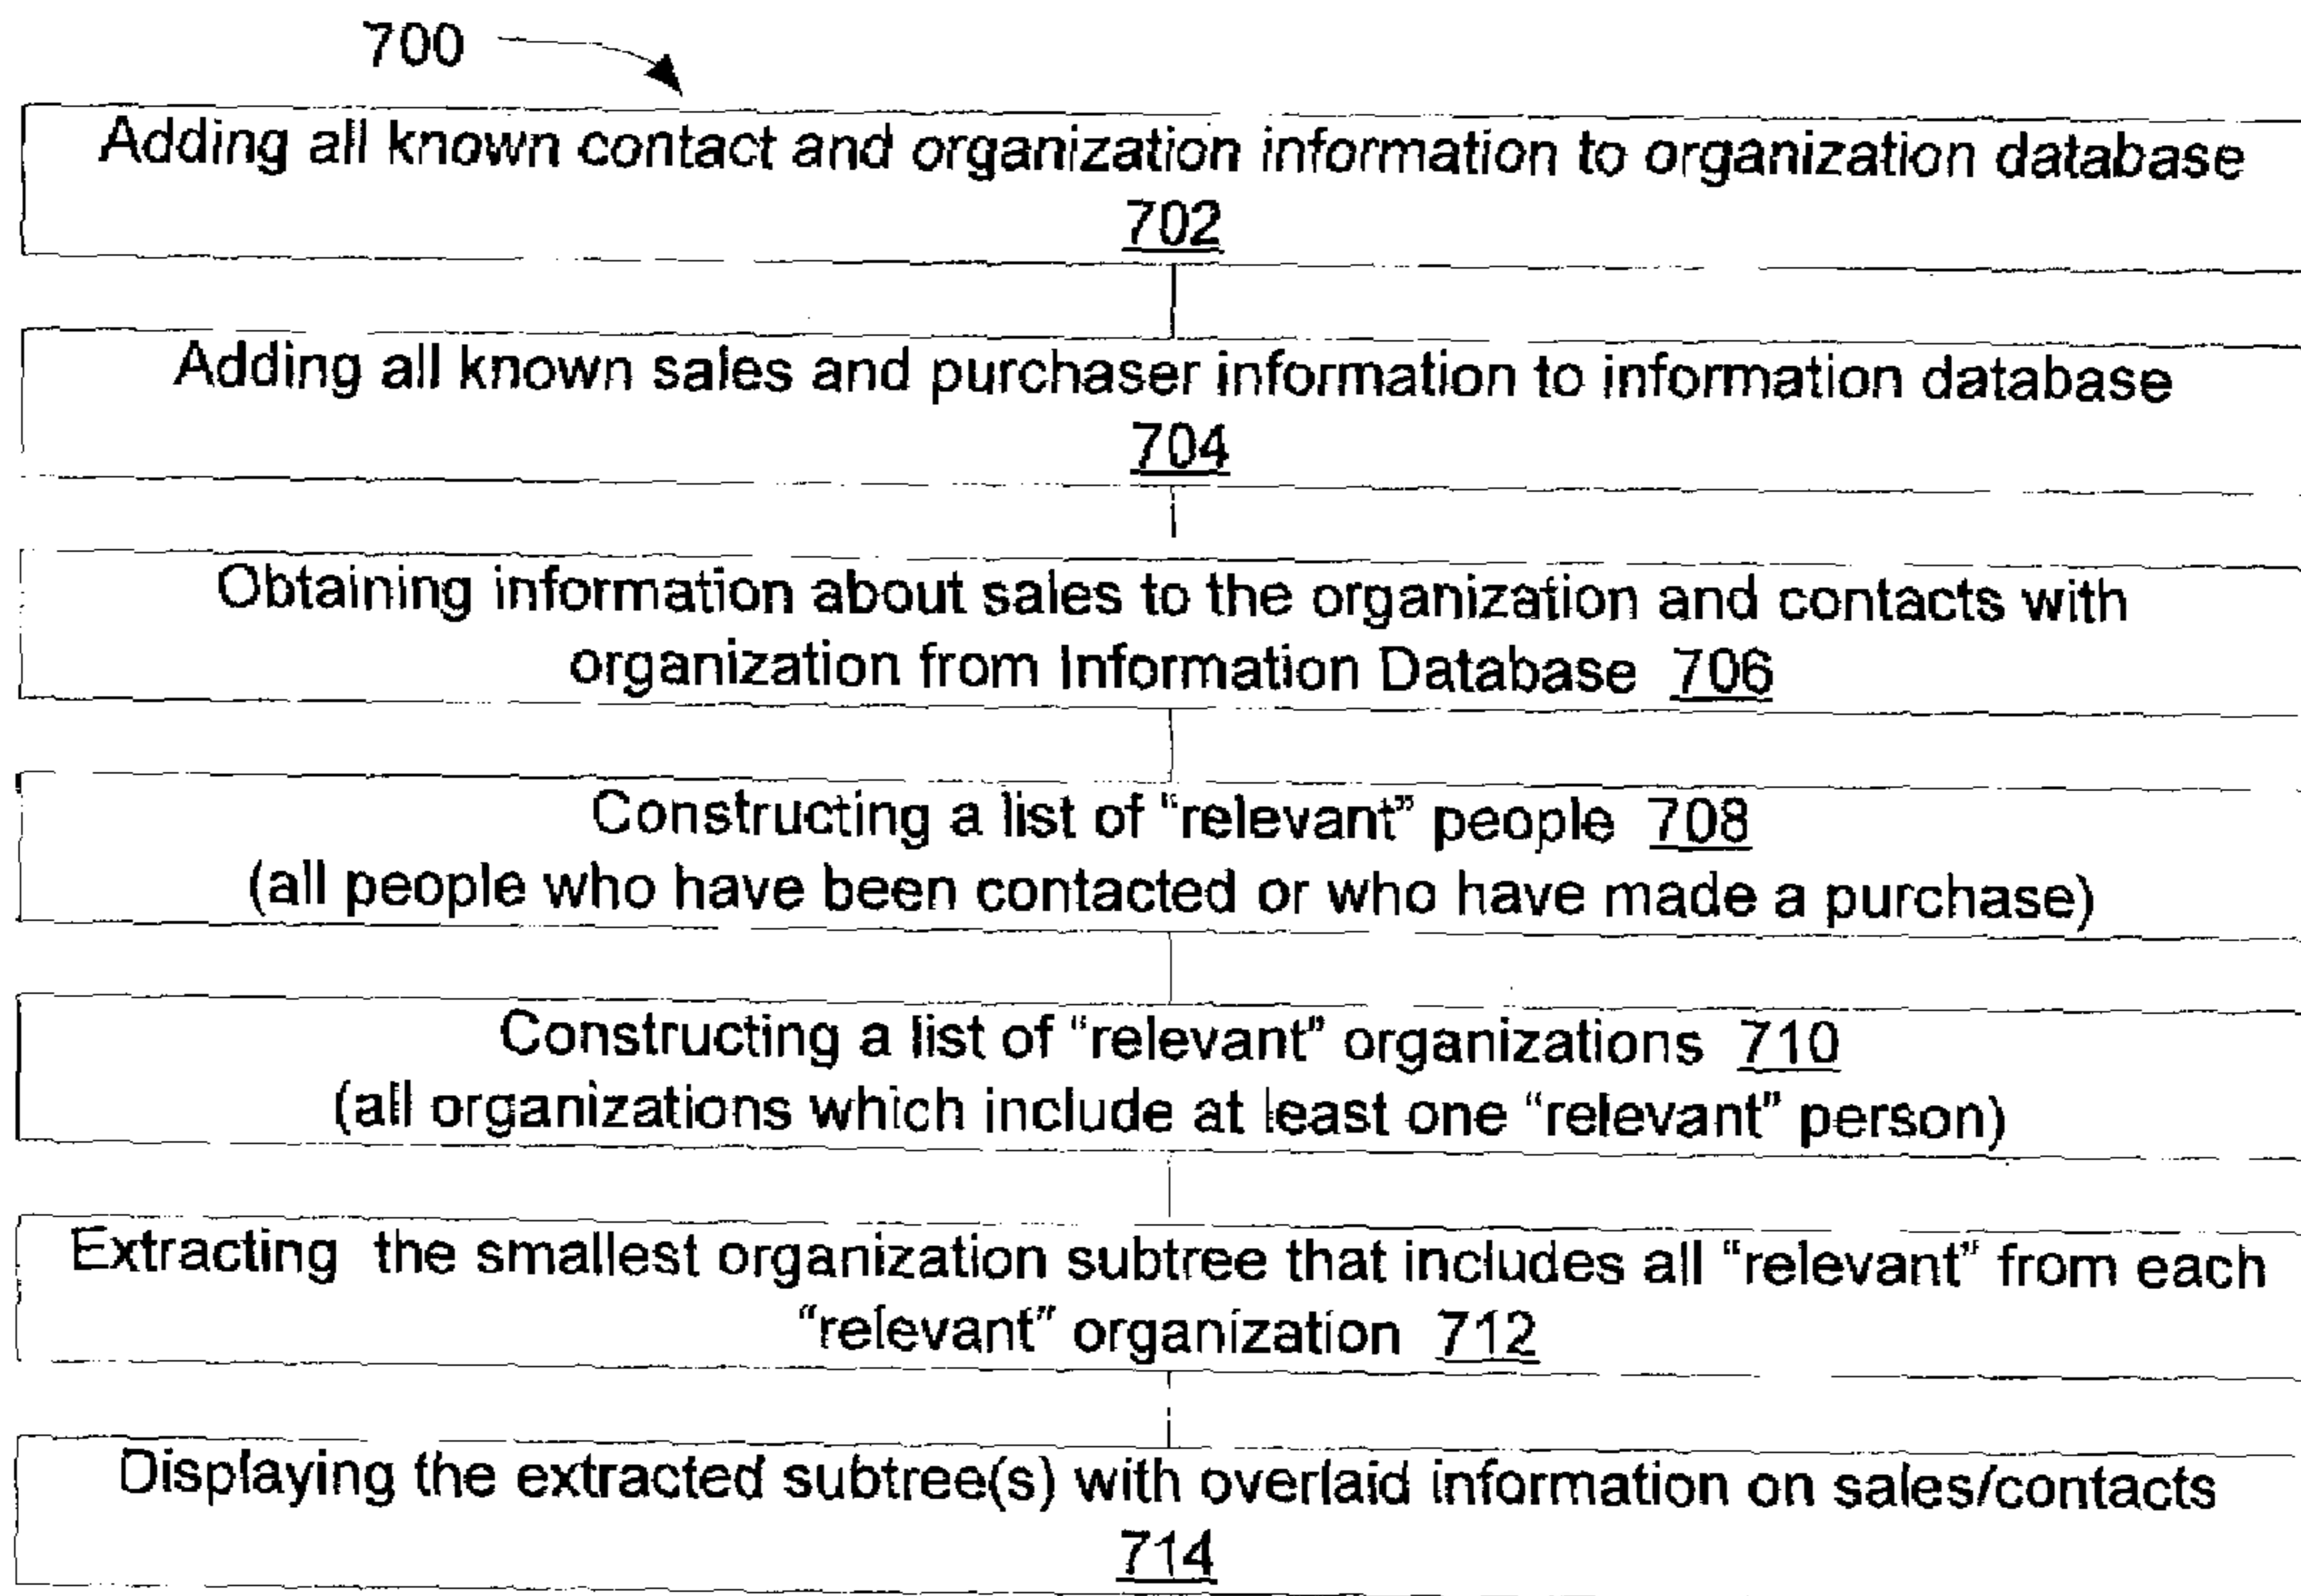 700
Adding all known contact and organization information to organization database
702
Adding all known sales and purchaser information to information database
704
Obtaining information about sales to the organization and contacts with
organization from Information Database 706
Constructing a list of “relevant” people 708
(all people who have been contacted or who have made a purchase)
Constructing a list of “relevant” organizations 710
(all organizations which include at least one “relevant” person)
Extracting the smallest organization subtree that includes all “relevant” from each
“relevant” organization 712
Displaying the extracted subtree(s) with overlaid information on sales/contacts
714